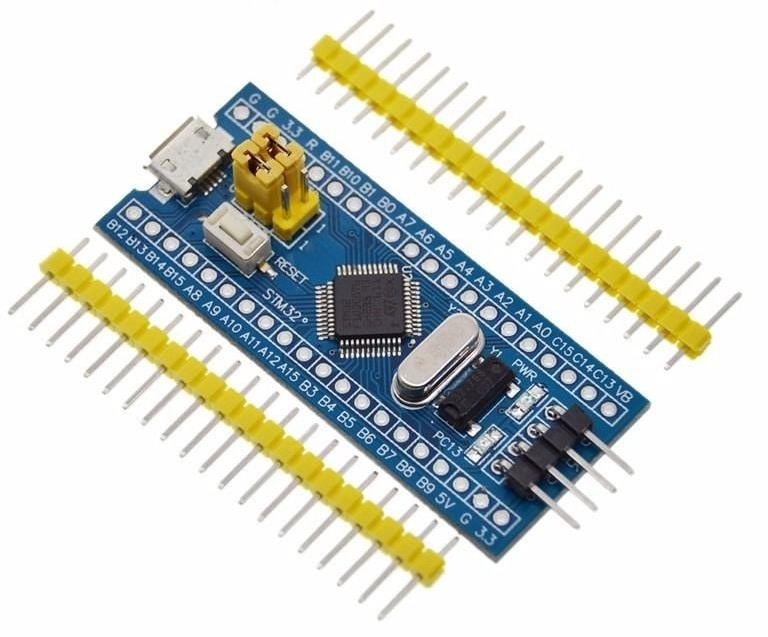 G G 3.3 R B11 B10 B1 B0 A7 A6 A5 A4 A3 A2 A1 A0 C15 C14 C13 VB
1
RESET
STM32
Y1
PWR
PC13
B12 B13 B14 B15 A8 A9 A10 A11 A12 A15 B3 B4 B5 B6 B7 B8 B9 5V G 3.3